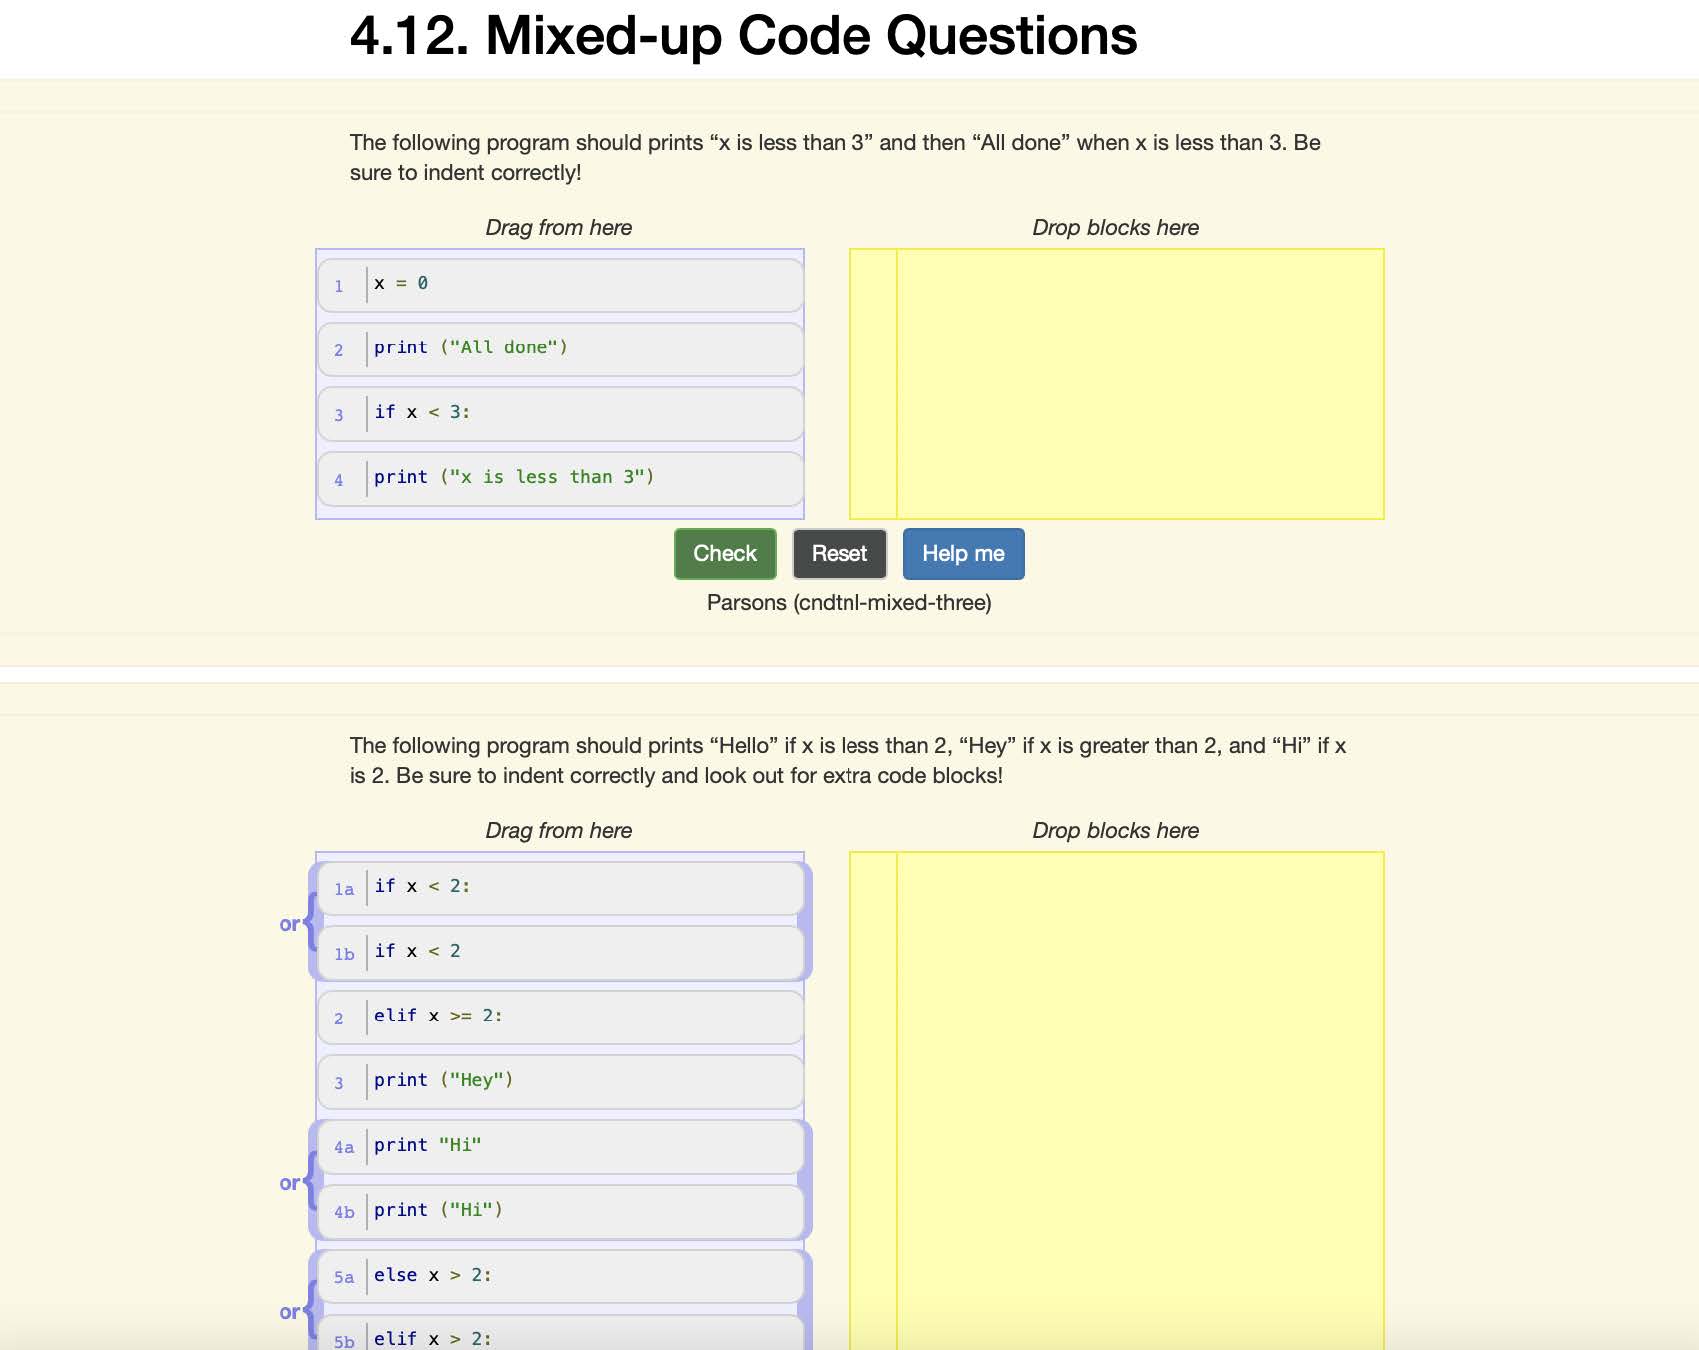 4.12. Mixed-up Code Questions
The following program should prints “x is less than 3” and then “All done” when x is less than 3. Be
sure to indent correctly!
Drag from here
Drop blocks here
1 x = 0
2 print ("All done")
3 if x < 3:
4 print ("x is less than 3")
Check Reset Help me
Parsons (cndtnl-mixed-three)
The following program should prints “Hello” if x is less than 2, “Hey” if x is greater than 2, and “Hi” if x
is 2. Be sure to indent correctly and look out for extra code blocks!
Drag from here
Drop blocks here
1a if x < 2:
or{
1b if x < 2
2 elif x >= 2:
3 print ("Hey")
4a print "Hi"
or{
4b print ("Hi")
5a else x > 2:
or{
5b elif x > 2: